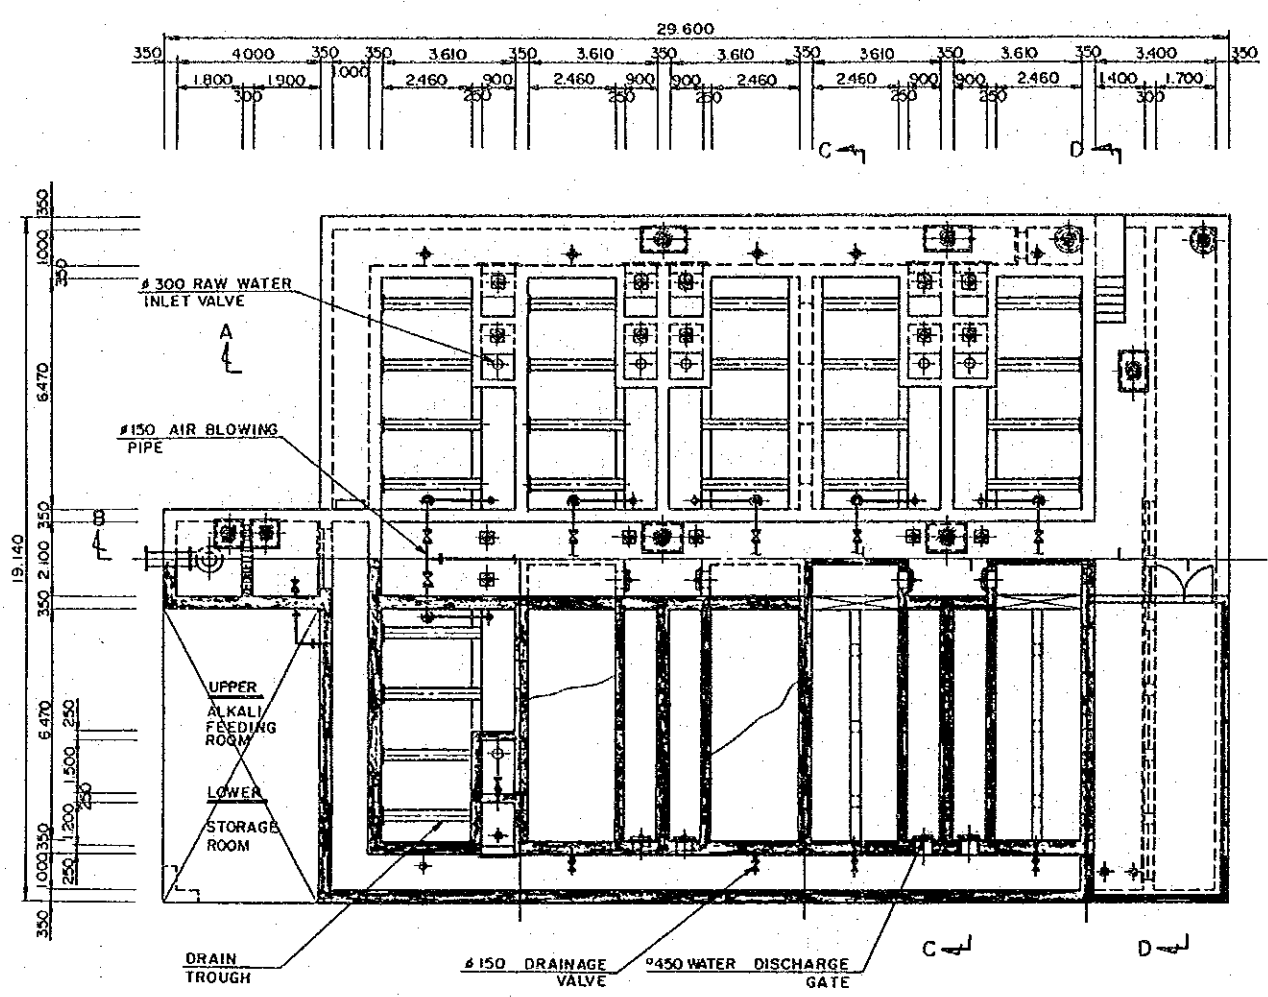 29.600
350 4.000 350 350 3.610 350 3.610 350 3.610 350 3.610 350 3.610 350 3.400 350
1.800 1.900 1.000 2.460 900 2.460 900 900 2.460 2.460 900 900 2.460 1.400 1.700
300 250 250 250 250 250 300
C D
350
1.000
350
ø300 RAW WATER
INLET VALVE
A
6.470
ø150 AIR BLOWING
PIPE
B
350
19.140
2.100
350
UPPER
ALKALI
FEEDING
ROOM
LOWER
STORAGE
ROOM
6.470
250
1.500
250
1.200
350
1.000
250
350
DRAIN
TROUGH
ø150 DRAINAGE
VALVE
□450 WATER DISCHARGE
GATE
C D